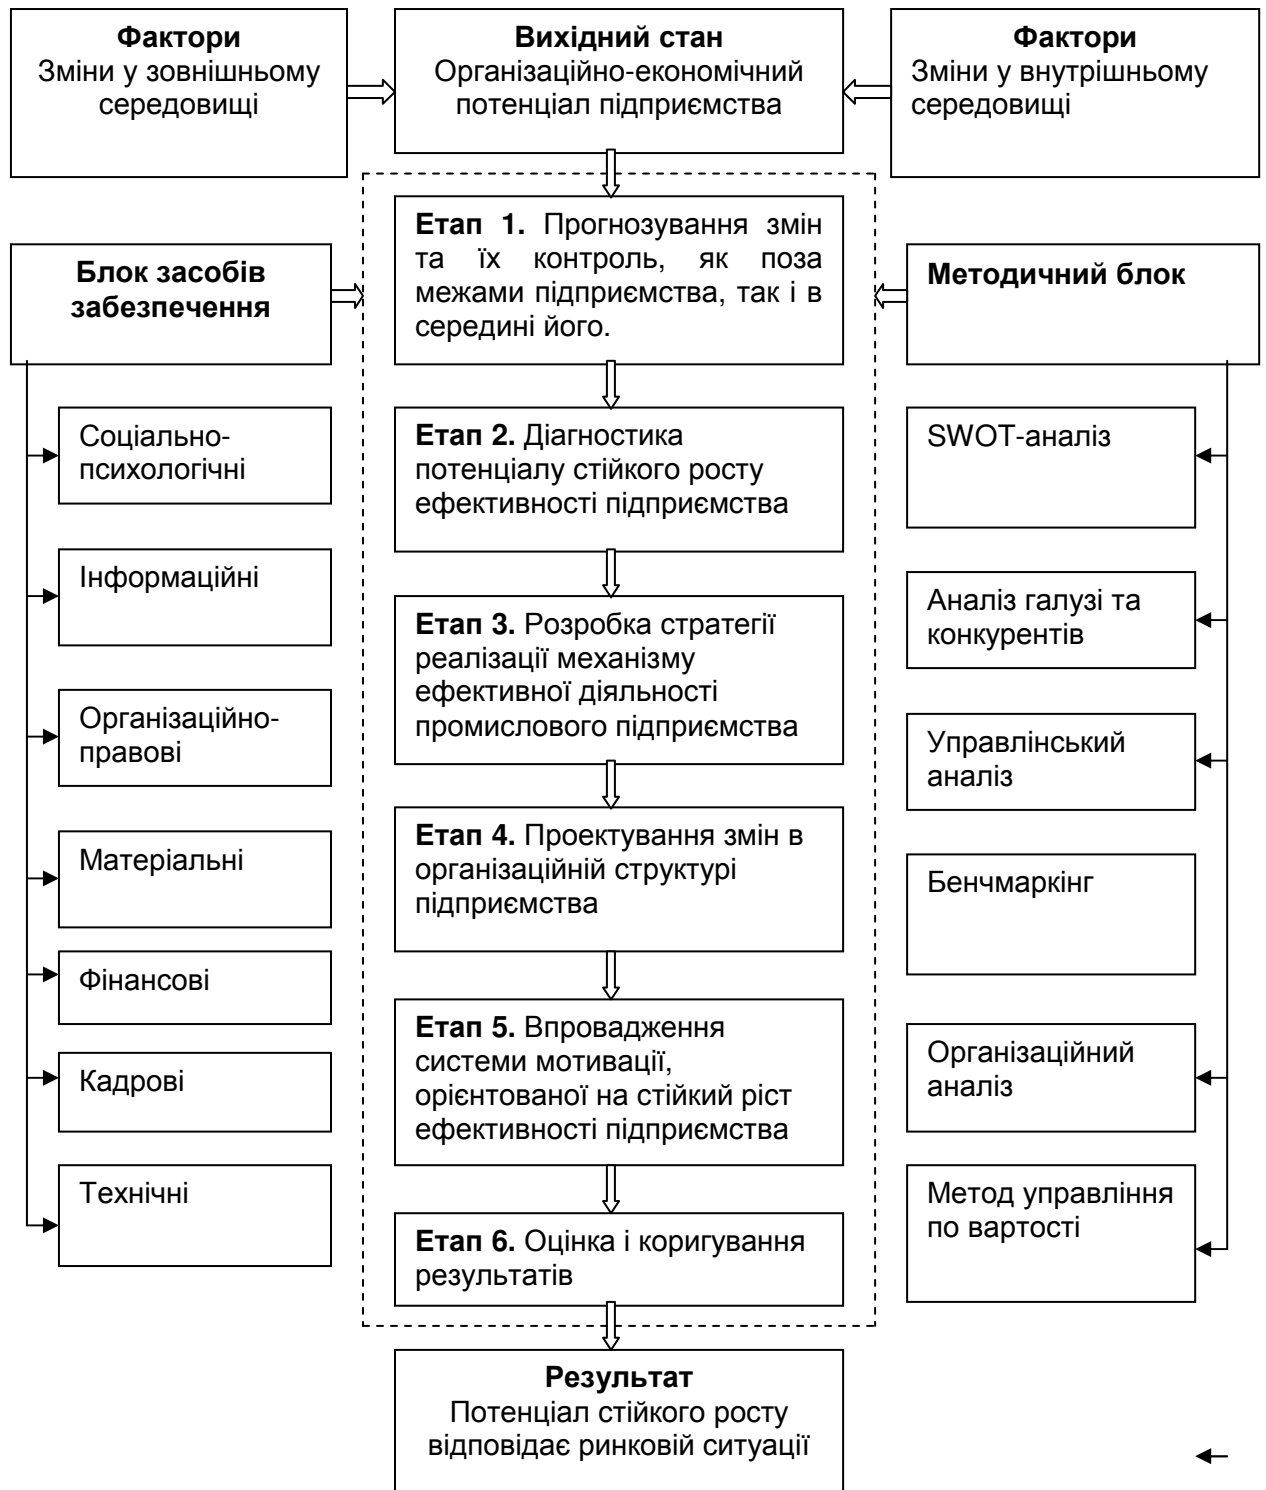 Фактори
Зміни у зовнішньому
середовищі
Вихідний стан
Організаційно-економічний
потенціал підприємства
Фактори
Зміни у внутрішньому
середовищі
Блок засобів
забезпечення
Соціально-
психологічні
Інформаційні
Організаційно-
правові
Матеріальні
Фінансові
Кадрові
Технічні
Етап 1. Прогнозування змін
та їх контроль, як поза
межами підприємства, так і в
середині його.
Етап 2. Діагностика
потенціалу стійкого росту
ефективності підприємства
Етап 3. Розробка стратегії
реалізації механізму
ефективної діяльності
промислового підприємства
Етап 4. Проектування змін в
організаційній структурі
підприємства
Етап 5. Впровадження
системи мотивації,
орієнтованої на стійкий ріст
ефективності підприємства
Етап 6. Оцінка і коригування
результатів
Результат
Потенціал стійкого росту
відповідає ринковій ситуації
Методичний блок
SWOT-аналіз
Аналіз галузі та
конкурентів
Управлінський
аналіз
Бенчмаркінг
Організаційний
аналіз
Метод управління
по вартості